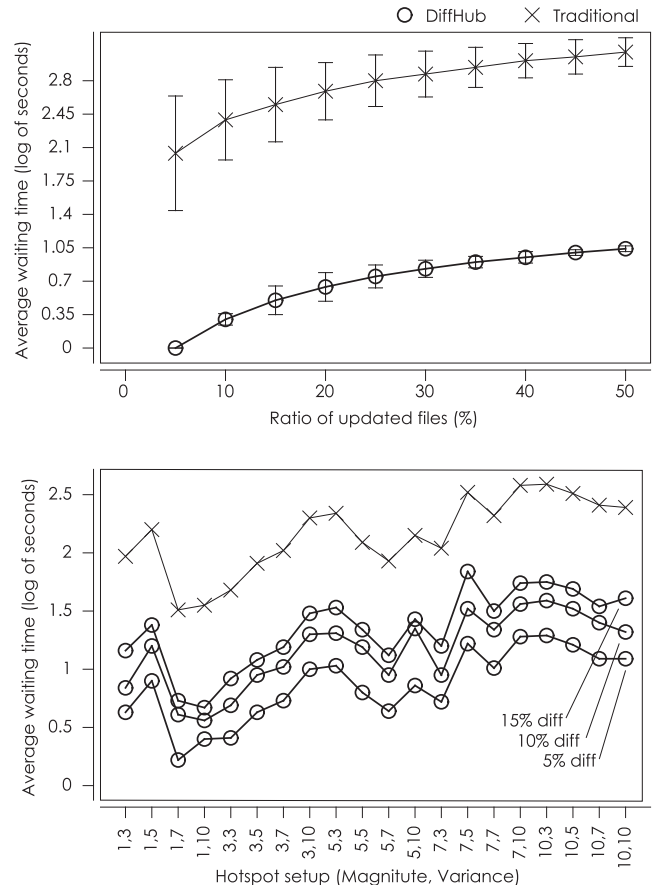 DiffHub Traditional
Average waiting time (log of seconds)
2.8
2.45
2.1
1.75
1.4
1.05
0.7
0.35
0
0 10 20 30 40 50
Ratio of updated files (%)
Average waiting time (log of seconds)
2.5
2
1.5
1
0.5
0
15% diff
10% diff
5% diff
1,3 1,5 1,7 1,10 3,3 3,5 3,7 3,10 5,3 5,5 5,7 5,10 7,3 7,5 7,7 7,10 10,3 10,5 10,7 10,10
Hotspot setup (Magnitute, Variance)